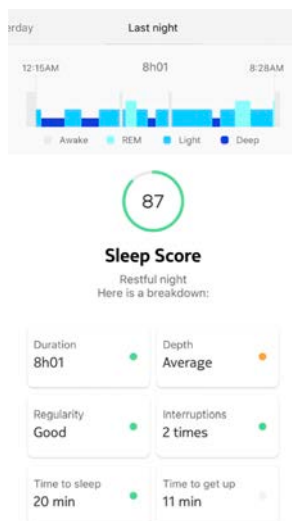 Last night
12:15AM 8h01 8:28AM
Awake REM Light Deep
87
Sleep Score
Restful night
Here is a breakdown:
Duration Depth
8h01 Average
Regularity Interruptions
Good 2 times
Time to sleep Time to get up
20 min 11 min